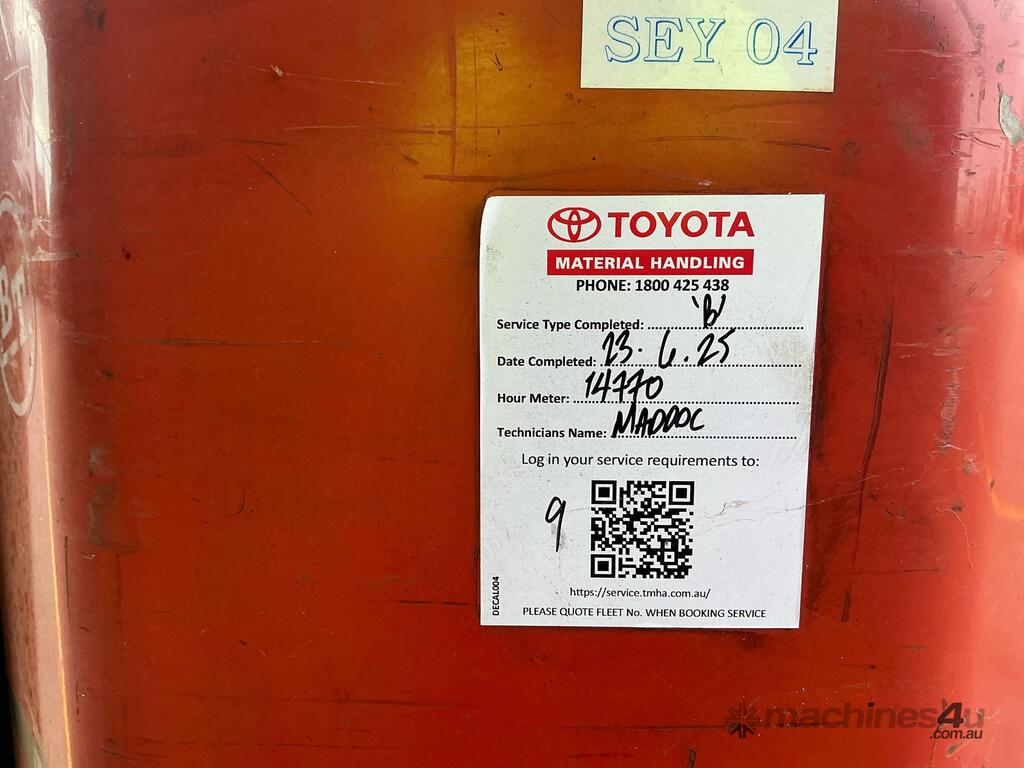 SEY 04
TOYOTA
MATERIAL HANDLING
PHONE: 1800 425 438
Service Type Completed: 'B'
Date Completed: 23.6.25
Hour Meter: 14770
Technicians Name: MADDOC
Log in your service requirements to:
9
DECAL004
https://service.tmha.com.au/
PLEASE QUOTE FLEET No. WHEN BOOKING SERVICE
BT
machines4u
.com.au